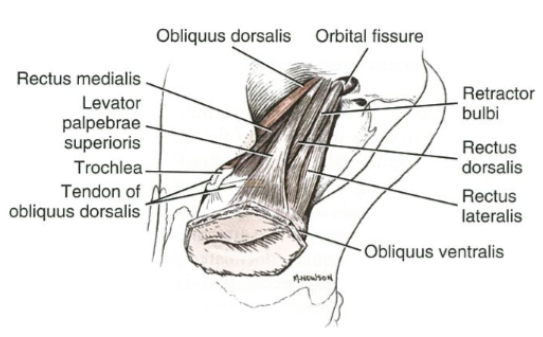 Obliquus dorsalis
Orbital fissure
Rectus medialis
Levator
palpebrae
superioris
Trochlea
Tendon of
obliquus dorsalis
Retractor
bulbi
Rectus
dorsalis
Rectus
lateralis
Obliquus ventralis
M.NEWSON